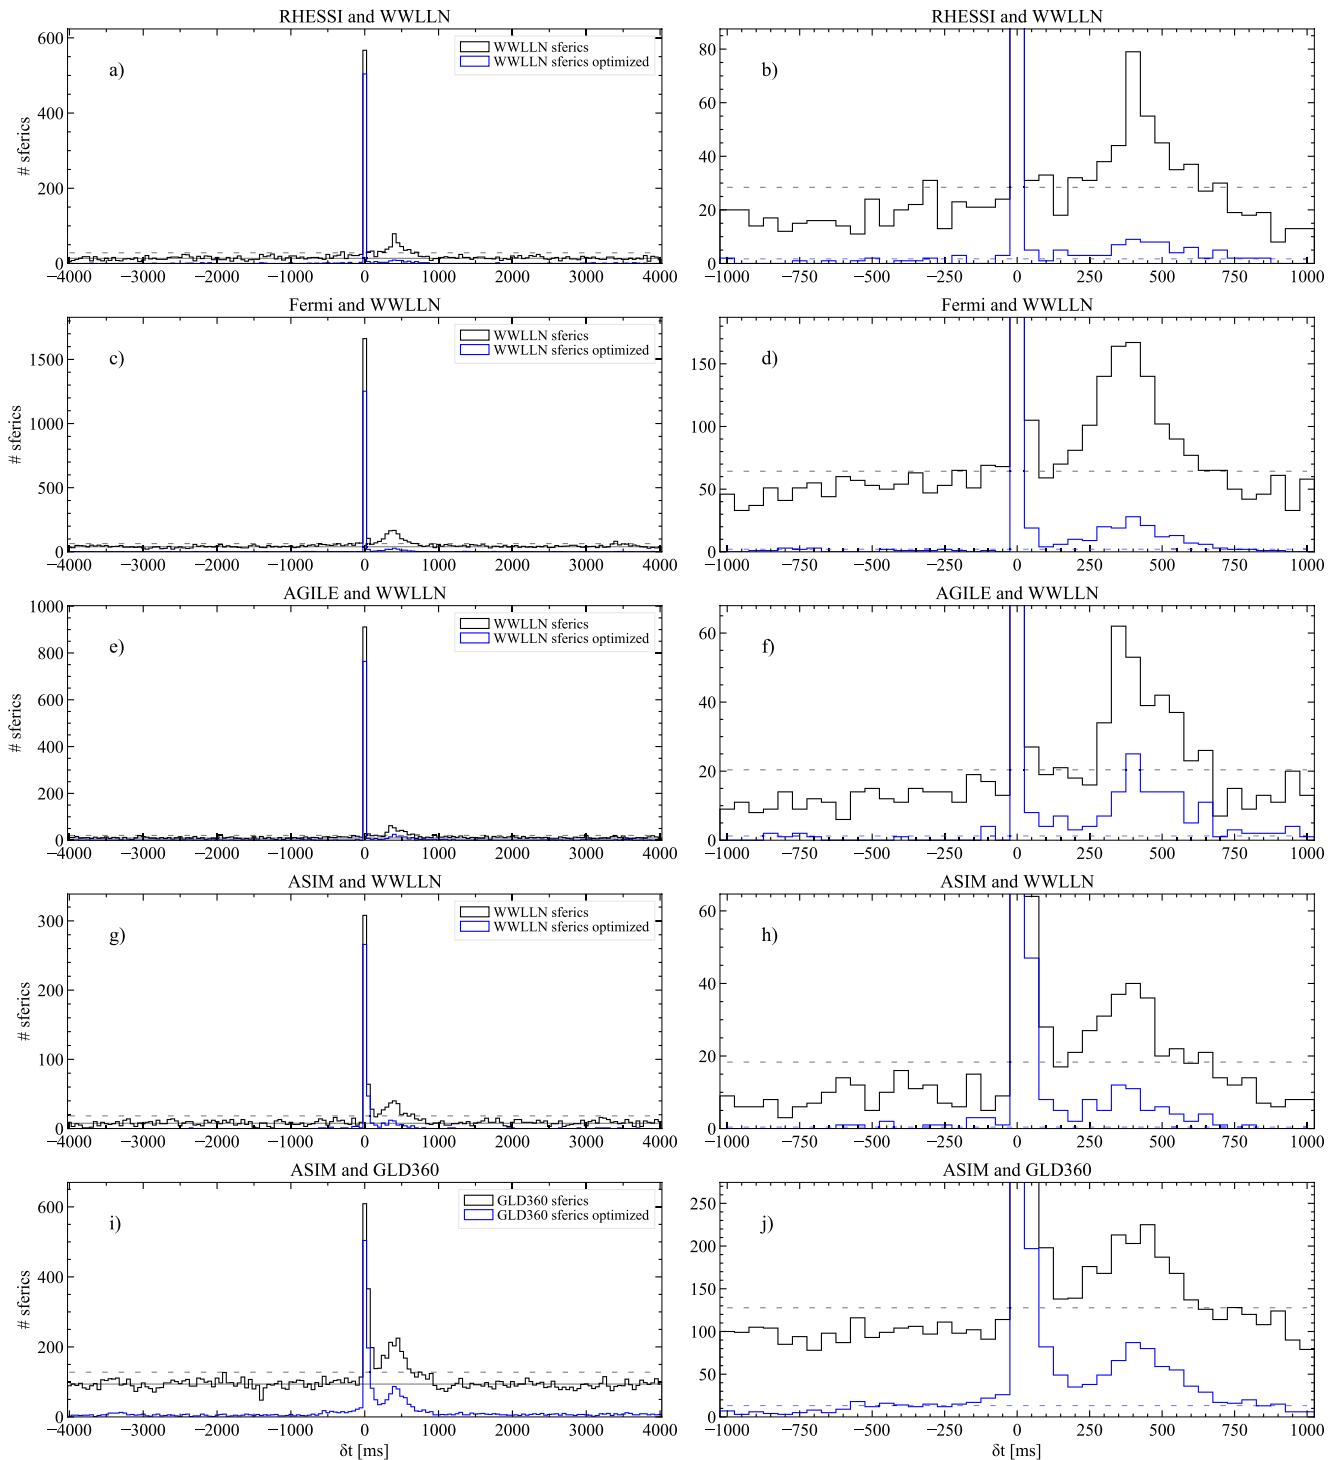 RHESSI and WWLLN
# sferics
600
400
200
0
a)
WWLLN sferics
WWLLN sferics optimized
−4000 −3000 −2000 −1000 0 1000 2000 3000 4000
RHESSI and WWLLN
80
60
40
20
0
b)
−1000 −750 −500 −250 0 250 500 750 1000
Fermi and WWLLN
# sferics
1500
1000
500
0
c)
WWLLN sferics
WWLLN sferics optimized
−4000 −3000 −2000 −1000 0 1000 2000 3000 4000
Fermi and WWLLN
150
100
50
0
d)
−1000 −750 −500 −250 0 250 500 750 1000
AGILE and WWLLN
# sferics
1000
800
600
400
200
0
e)
WWLLN sferics
WWLLN sferics optimized
−4000 −3000 −2000 −1000 0 1000 2000 3000 4000
AGILE and WWLLN
60
40
20
0
f)
−1000 −750 −500 −250 0 250 500 750 1000
ASIM and WWLLN
# sferics
300
200
100
0
g)
WWLLN sferics
WWLLN sferics optimized
−4000 −3000 −2000 −1000 0 1000 2000 3000 4000
ASIM and WWLLN
60
40
20
0
h)
−1000 −750 −500 −250 0 250 500 750 1000
ASIM and GLD360
# sferics
600
400
200
0
i)
GLD360 sferics
GLD360 sferics optimized
−4000 −3000 −2000 −1000 0 1000 2000 3000 4000
δt [ms]
ASIM and GLD360
250
200
150
100
50
0
j)
−1000 −750 −500 −250 0 250 500 750 1000
δt [ms]